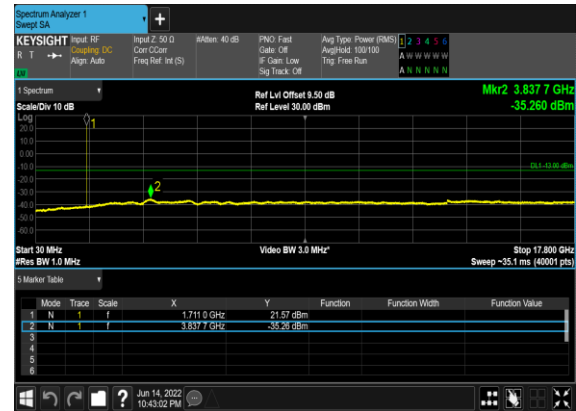 Spectrum Analyzer 1
Swept SA
KEYSIGHT
R T
Input: RF
Coupling: DC
Align: Auto
Input Z: 50 Ω
Corr CCorr
Freq Ref: Int (S)
#Atten: 40 dB
PNO: Fast
Gate: Off
IF Gain: Low
Sig Track: Off
Avg Type: Power (RMS)
Avg|Hold: 100/100
Trig: Free Run
1 2 3 4 5 6
A W W W W W
A N N N N N
1 Spectrum
Scale/Div 10 dB
Ref Lvl Offset 9.50 dB
Ref Level 30.00 dBm
Mkr2 3.837 7 GHz
-35.260 dBm
Log
20.0
10.0
0.00
-10.0
-20.0
-30.0
-40.0
-50.0
-60.0
1
2
DL1 -13.00 dBm
Start 30 MHz
#Res BW 1.0 MHz
Video BW 3.0 MHz*
Stop 17.800 GHz
Sweep ~35.1 ms (40001 pts)
5 Marker Table
Mode Trace Scale X Y Function Function Width Function Value
1 N 1 f 1.711 0 GHz 21.57 dBm
2 N 1 f 3.837 7 GHz -35.26 dBm
3
4
5
6
?
Jun 14, 2022
10:43:02 PM